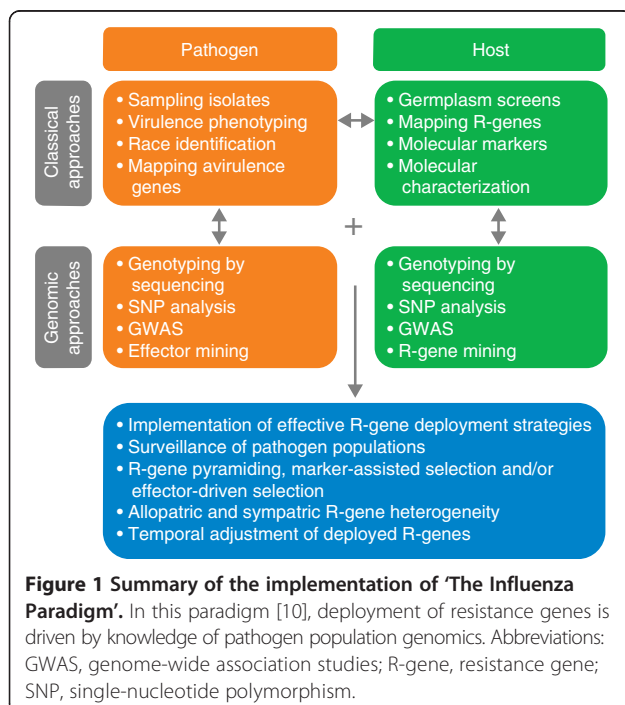 Pathogen
Host
Classical
approaches
• Sampling isolates
• Virulence phenotyping
• Race identification
• Mapping avirulence
genes
• Germplasm screens
• Mapping R-genes
• Molecular markers
• Molecular
characterization
+
Genomic
approaches
• Genotyping by
sequencing
• SNP analysis
• GWAS
• Effector mining
• Genotyping by
sequencing
• SNP analysis
• GWAS
• R-gene mining
• Implementation of effective R-gene deployment strategies
• Surveillance of pathogen populations
• R-gene pyramiding, marker-assisted selection and/or
effector-driven selection
• Allopatric and sympatric R-gene heterogeneity
• Temporal adjustment of deployed R-genes
Figure 1 Summary of the implementation of ‘The Influenza
Paradigm’. In this paradigm [10], deployment of resistance genes is
driven by knowledge of pathogen population genomics. Abbreviations:
GWAS, genome-wide association studies; R-gene, resistance gene;
SNP, single-nucleotide polymorphism.